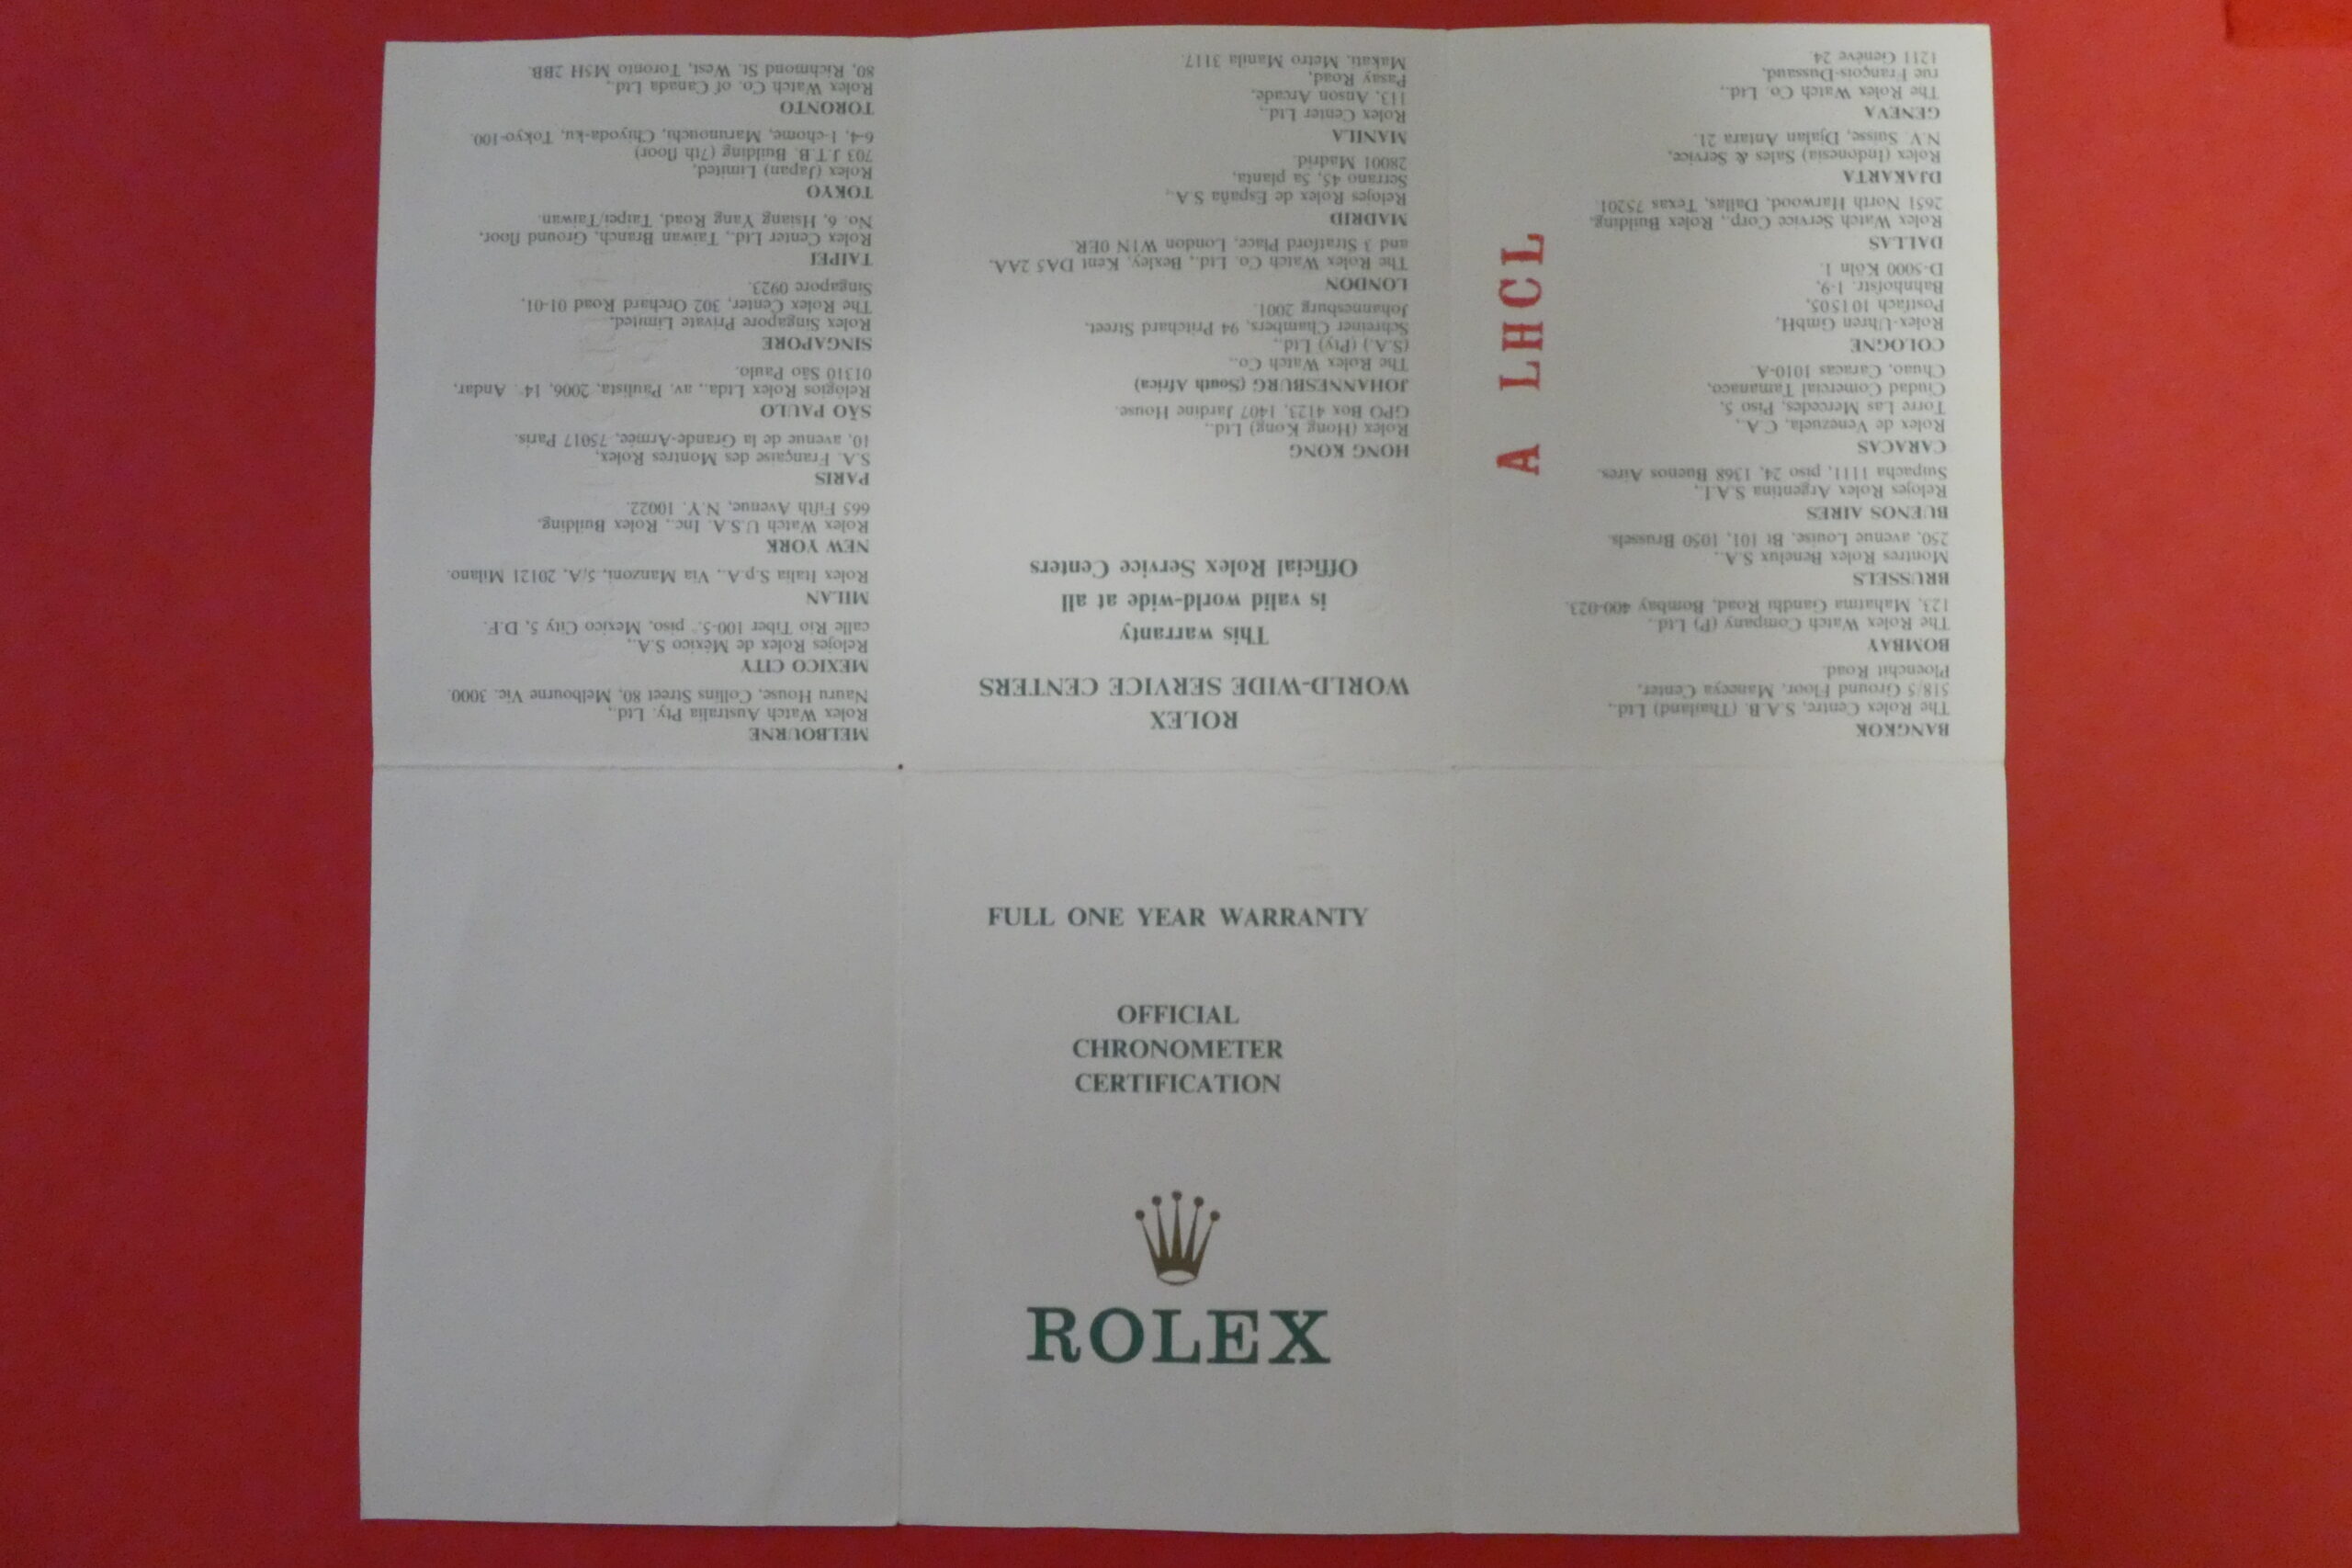 FULL ONE YEAR WARRANTY
OFFICIAL
CHRONOMETER
CERTIFICATION
ROLEX
ROLEX
WORLD-WIDE SERVICE CENTERS
This warranty
is valid world-wide at all
Official Rolex Service Centers
BANGKOK
The Rolex Centre, S.A.B. (Thailand) Ltd.,
518/5 Ground Floor, Maneeya Center,
Ploenchit Road.
BOMBAY
The Rolex Watch Company (P) Ltd.,
123, Mahatma Gandhi Road, Bombay 400-023.
BRUSSELS
Montres Rolex Benelux S.A.,
250, avenue Louise, Bt 101, 1050 Brussels.
BUENOS AIRES
Relojes Rolex Argentina S.A.I.,
Suipacha 1111, piso 24, 1368 Buenos Aires.
CARACAS
Rolex de Venezuela, C.A.,
Torre Las Mercedes, Piso 5,
Ciudad Comercial Tamanaco,
Chuao, Caracas 1010-A.
COLOGNE
Rolex-Uhren GmbH,
Postfach 101505,
Bahnhofstr. 1-9,
D-5000 Köln 1.
DALLAS
Rolex Watch Service Corp., Rolex Building,
2651 North Harwood, Dallas, Texas 75201.
DJAKARTA
Rolex (Indonesia) Sales & Service,
N.V. Suisse, Djalan Antara 21.
GENEVA
The Rolex Watch Co. Ltd.,
rue François-Dussaud,
1211 Genève 24.
HONG KONG
Rolex (Hong Kong) Ltd.,
GPO Box 4123, 1407 Jardine House.
JOHANNESBURG (South Africa)
The Rolex Watch Co.,
(S.A.) (Pty) Ltd.,
Schreiner Chambers, 94 Pritchard Street,
Johannesburg 2001.
LONDON
The Rolex Watch Co. Ltd., Bexley, Kent DA5 2AA.
and 3 Stratford Place, London W1N 0ER.
MADRID
Relojes Rolex de España S.A.,
Serrano 45, 5a planta,
28001 Madrid.
MANILA
Rolex Center Ltd.,
113, Anson Arcade,
Pasay Road,
Makati, Metro Manila 3117.
MELBOURNE
Rolex Watch Australia Pty. Ltd.,
Nauru House, Collins Street 80, Melbourne Vic. 3000.
MEXICO CITY
Relojes Rolex de México S.A.,
calle Rio Tiber 100-5.° piso, Mexico City 5, D.F.
MILAN
Rolex Italia S.p.A., Via Manzoni, 5/A, 20121 Milano.
NEW YORK
Rolex Watch U.S.A. Inc., Rolex Building,
665 Fifth Avenue, N.Y. 10022.
PARIS
S.A. Française des Montres Rolex,
10, avenue de la Grande-Armée, 75017 Paris.
SÃO PAULO
Relógios Rolex Ltda., av. Paulista, 2006, 14°. Andar,
01310 São Paulo.
SINGAPORE
Rolex Singapore Private Limited,
The Rolex Center, 302 Orchard Road 01-01,
Singapore 0923.
TAIPEI
Rolex Center Ltd., Taiwan Branch, Ground floor,
No. 6, Hsiang Yang Road, Taipei/Taiwan.
TOKYO
Rolex (Japan) Limited,
703 J.T.B. Building (7th floor)
6-4, 1-chome, Marunouchi, Chiyoda-ku, Tokyo-100.
TORONTO
Rolex Watch Co. of Canada Ltd.,
80, Richmond St. West, Toronto M5H 2BB.
A LHCL